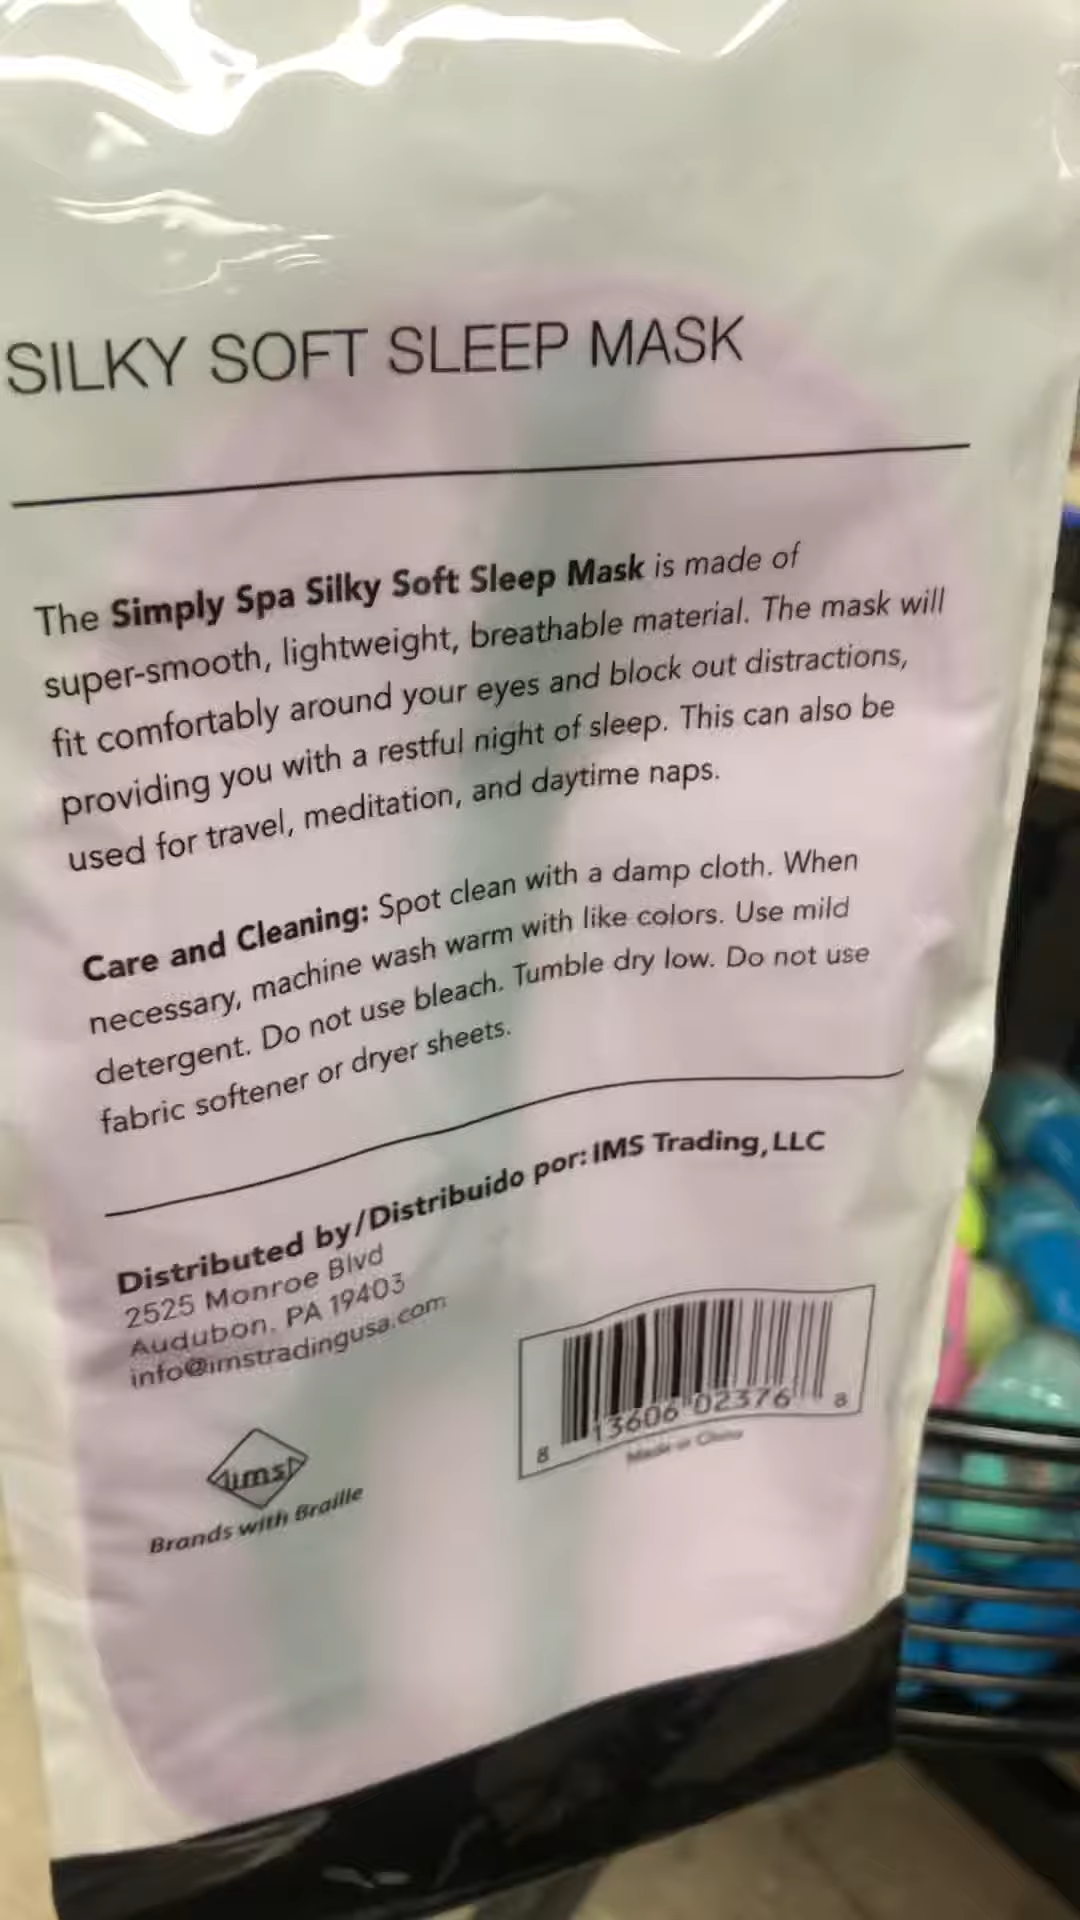 SILKY SOFT SLEEP MASK
The Simply Spa Silky Soft Sleep Mask is made of
super-smooth, lightweight, breathable material. The mask will
fit comfortably around your eyes and block out distractions,
providing you with a restful night of sleep. This can also be
used for travel, meditation, and daytime naps.
Care and Cleaning: Spot clean with a damp cloth. When
necessary, machine wash warm with like colors. Use mild
detergent. Do not use bleach. Tumble dry low. Do not use
fabric softener or dryer sheets.
Distributed by/Distribuido por: IMS Trading, LLC
2525 Monroe Blvd
Audubon, PA 19403
info@imstradingusa.com
8 13606 02376 8
Made in China
ims
Brands with Braille